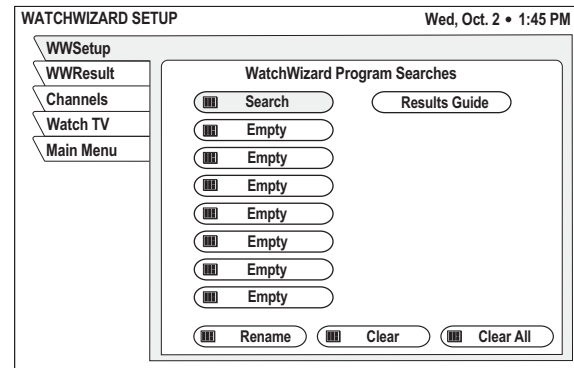 WATCHWIZARD SETUP Wed, Oct. 2 • 1:45 PM
WWSetup
WWResult
Channels
Watch TV
Main Menu
WatchWizard Program Searches
Search Results Guide
Empty
Empty
Empty
Empty
Empty
Empty
Empty
Rename Clear Clear All